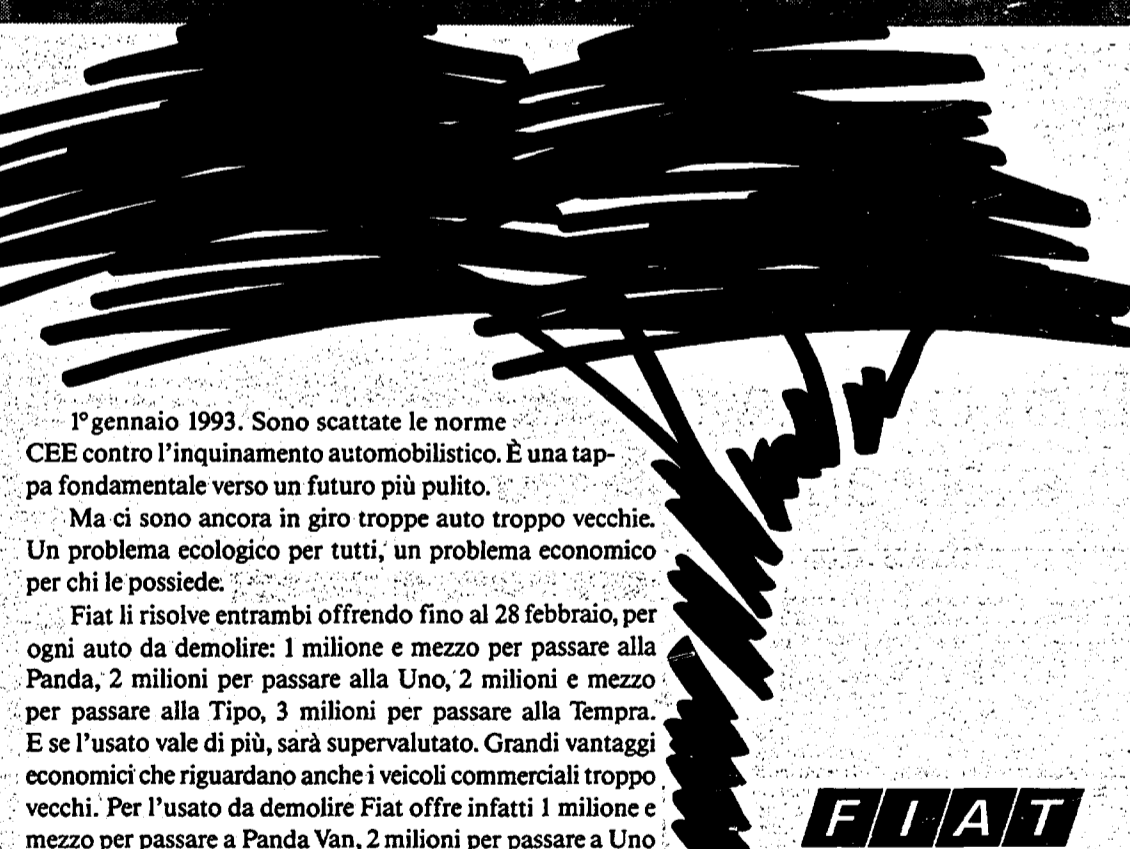 1° gennaio 1993. Sono scattate le norme
CEE contro l'inquinamento automobilistico. È una tap-
pa fondamentale verso un futuro più pulito.
Ma ci sono ancora in giro troppe auto troppo vecchie.
Un problema ecologico per tutti, un problema economico
per chi le possiede.
Fiat li risolve entrambi offrendo fino al 28 febbraio, per
ogni auto da demolire: 1 milione e mezzo per passare alla
Panda, 2 milioni per passare alla Uno, 2 milioni e mezzo
per passare alla Tipo, 3 milioni per passare alla Tempra.
E se l'usato vale di più, sarà supervalutato. Grandi vantaggi
economici che riguardano anche i veicoli commerciali troppo
vecchi. Per l'usato da demolire Fiat offre infatti 1 milione e
mezzo per passare a Panda Van, 2 milioni per passare a Uno
FIAT